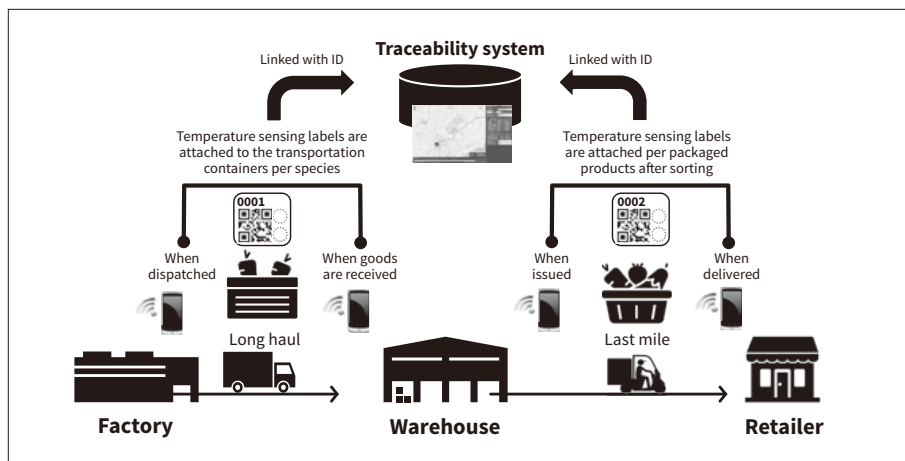 Traceability system
Linked with ID
Linked with ID
Temperature sensing labels are
attached to the transportation
containers per species
Temperature sensing labels
are attached per packaged
products after sorting
0001
0002
When
dispatched
When goods
are received
When
issued
When
delivered
Long haul
Last mile
Factory
Warehouse
Retailer